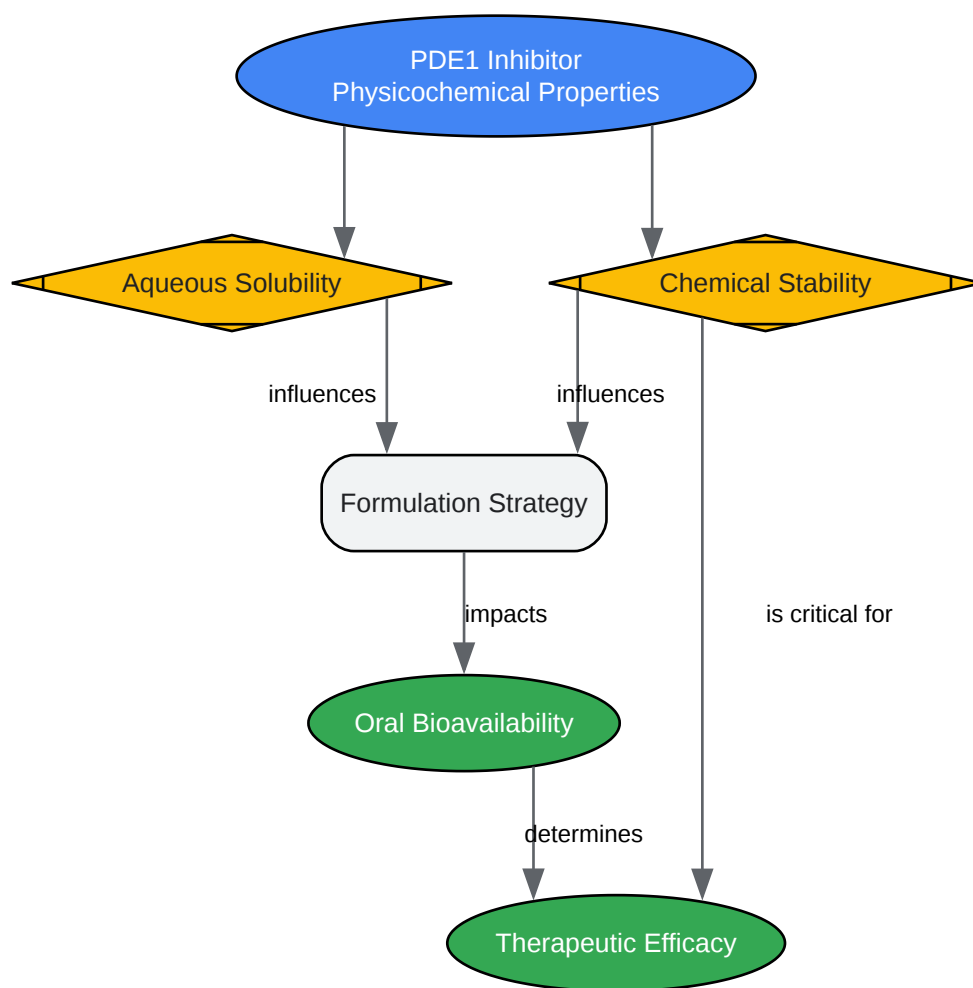 PDE1 Inhibitor
Physicochemical Properties
Aqueous Solubility
Chemical Stability
influences
influences
Formulation Strategy
impacts
is critical for
Oral Bioavailability
determines
Therapeutic Efficacy